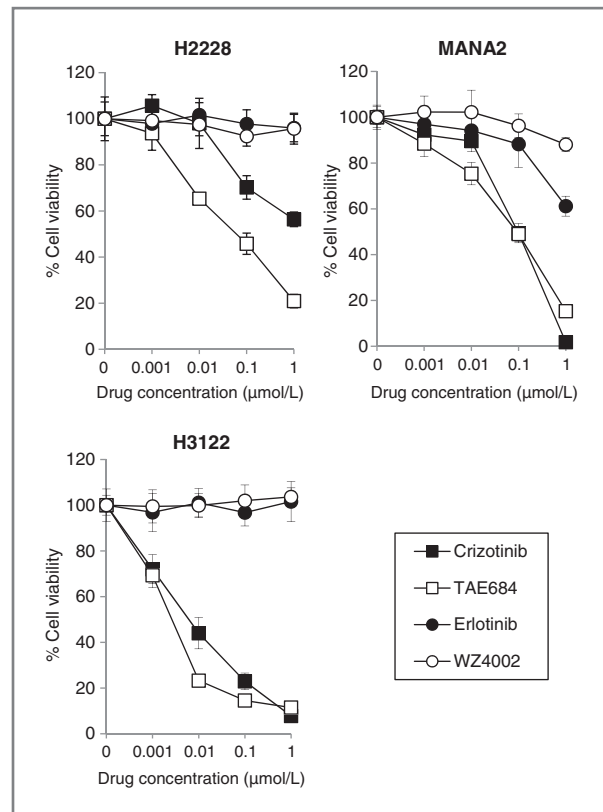 H2228
120
100
80
60
40
20
0
% Cell viability
0 0.001 0.01 0.1 1
Drug concentration (µmol/L)
MANA2
120
100
80
60
40
20
0
% Cell viability
0 0.001 0.01 0.1 1
Drug concentration (µmol/L)
H3122
120
100
80
60
40
20
0
% Cell viability
0 0.001 0.01 0.1 1
Drug concentration (µmol/L)
Crizotinib
TAE684
Erlotinib
WZ4002